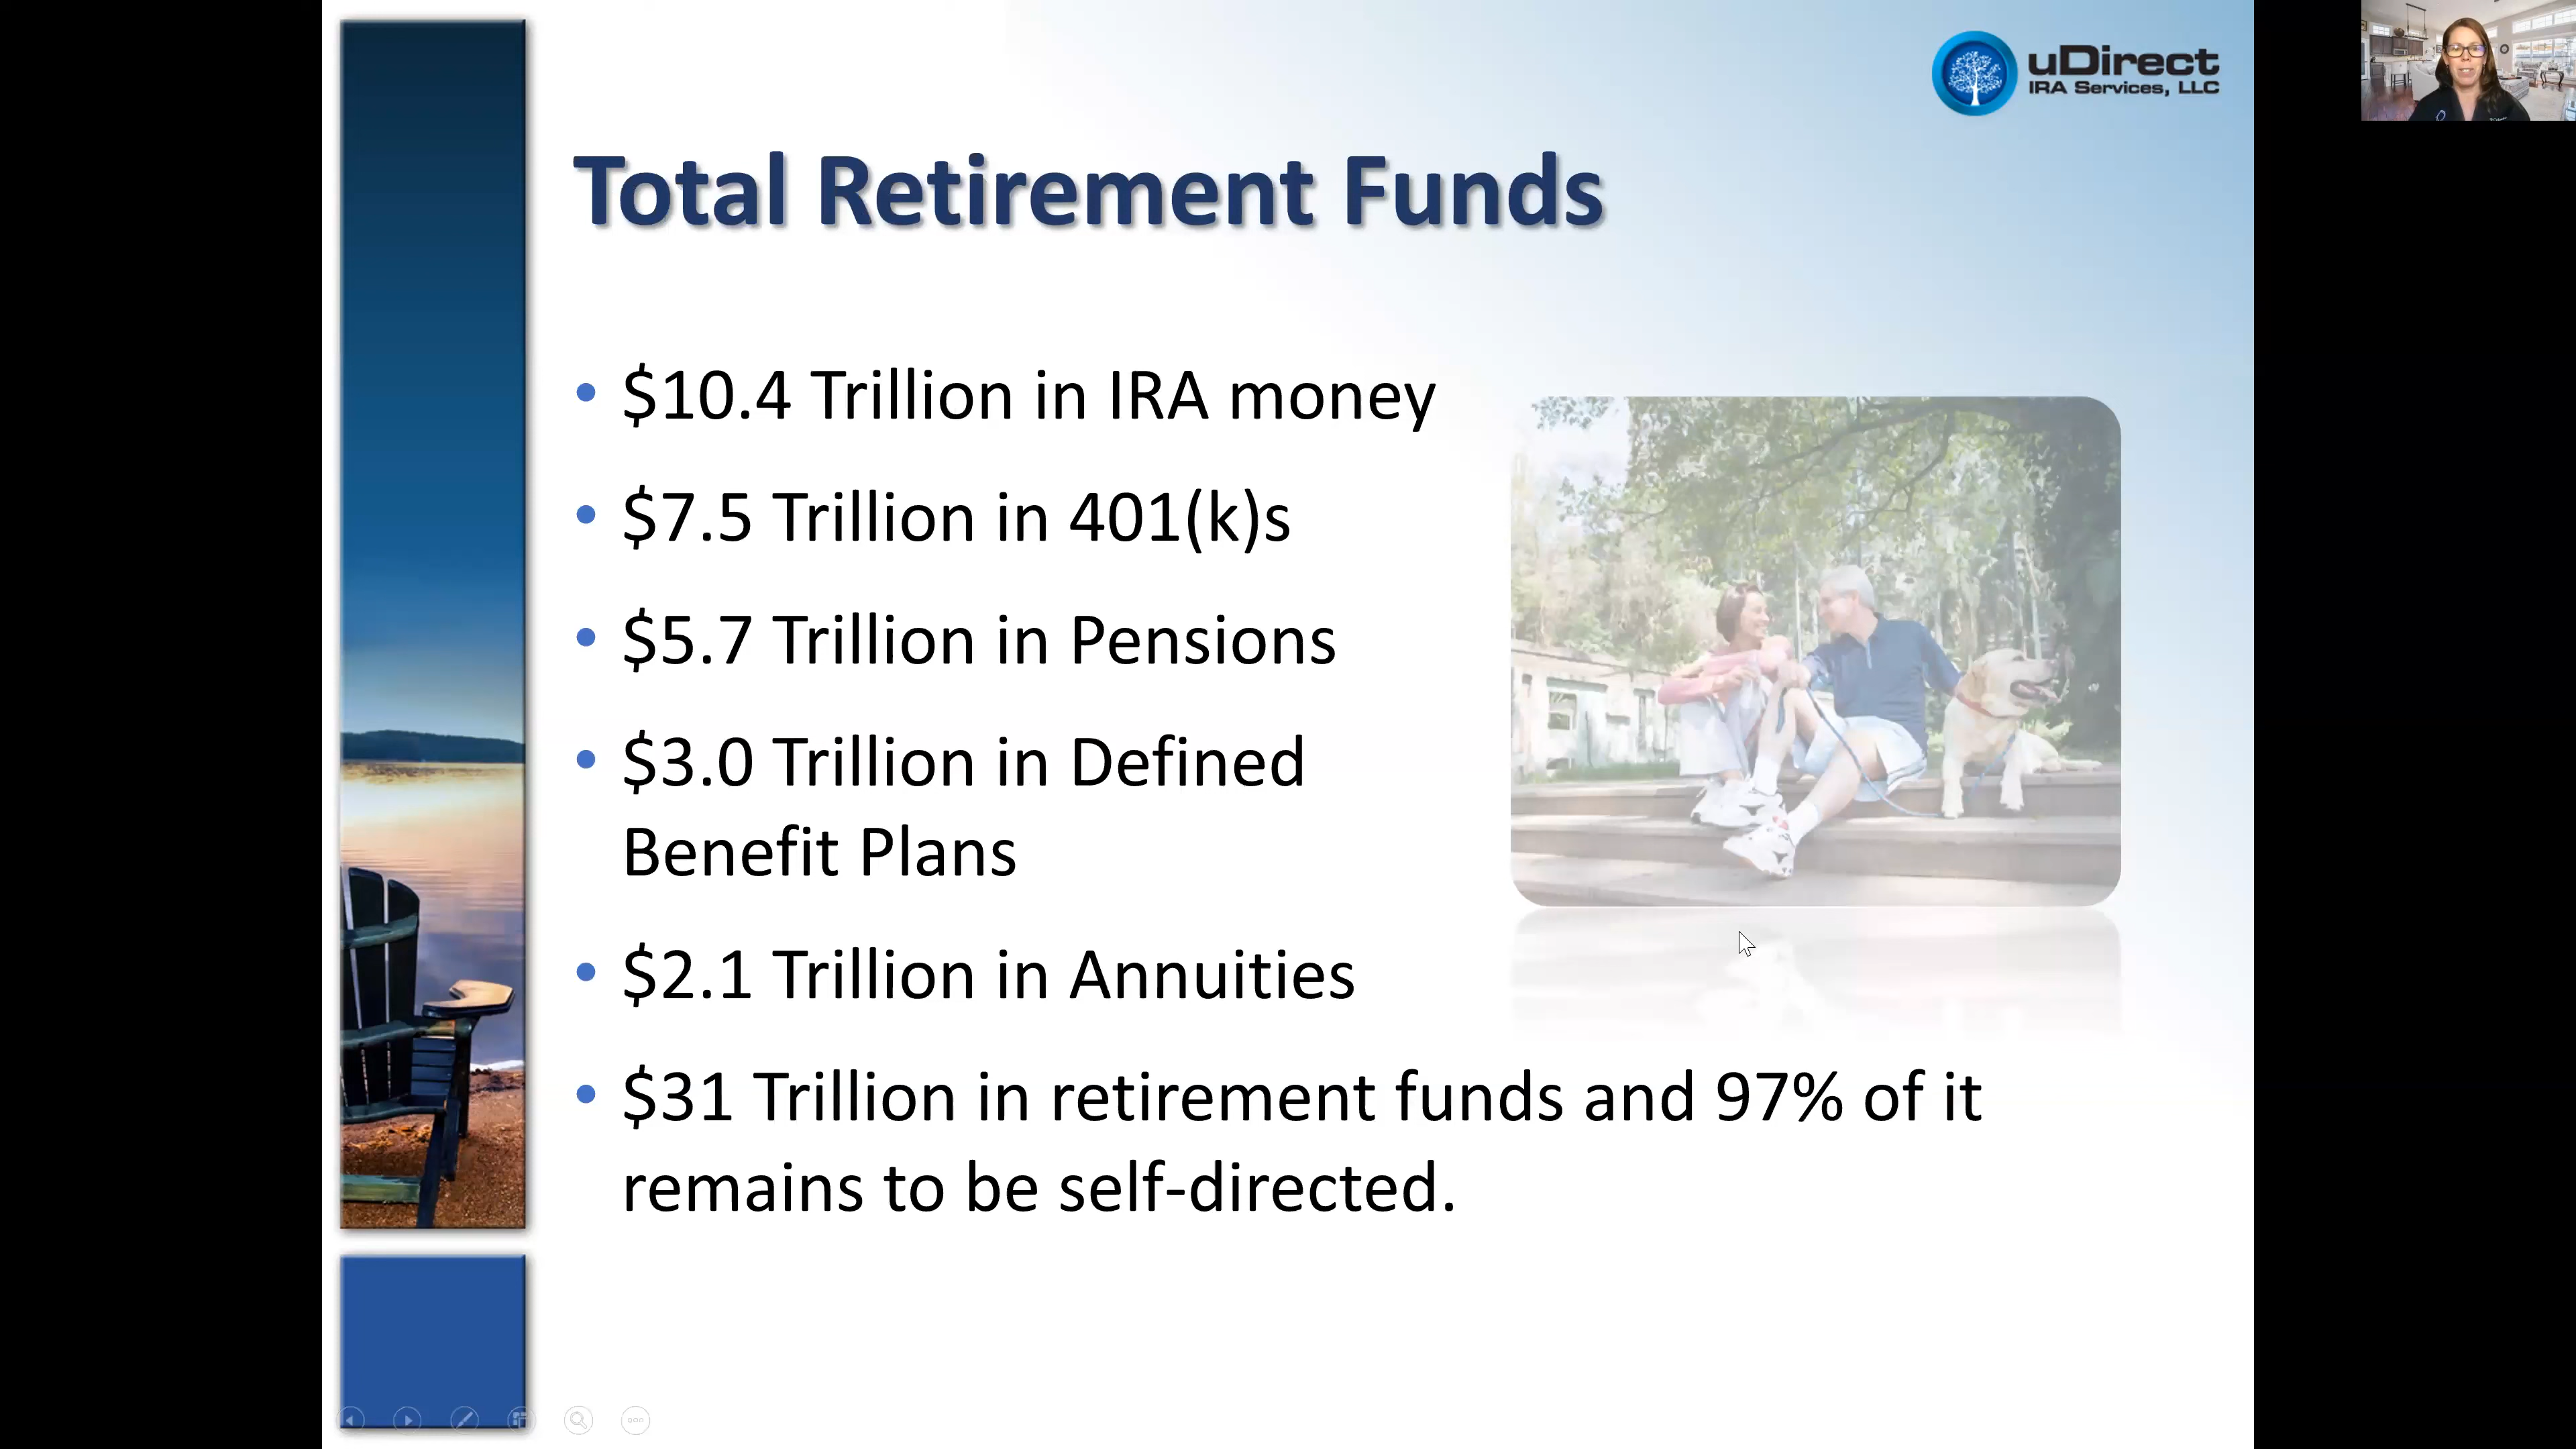 uDirect
IRA Services, LLC
Total Retirement Funds
• $10.4 Trillion in IRA money
• $7.5 Trillion in 401(k)s
• $5.7 Trillion in Pensions
• $3.0 Trillion in Defined
Benefit Plans
• $2.1 Trillion in Annuities
• $31 Trillion in retirement funds and 97% of it
remains to be self-directed.